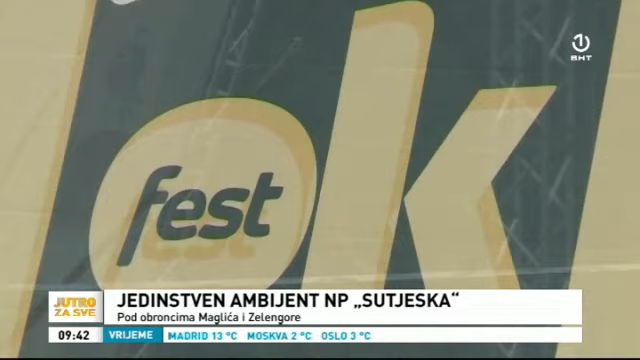 1
BHT
ok
fest
JEDINSTVEN AMBIJENT NP „SUTJESKA“
JUTRO
ZA SVE
Pod obroncima Maglića i Zelengore
09:42 VRIJEME MADRID 13 °C MOSKVA 2 °C OSLO 3 °C